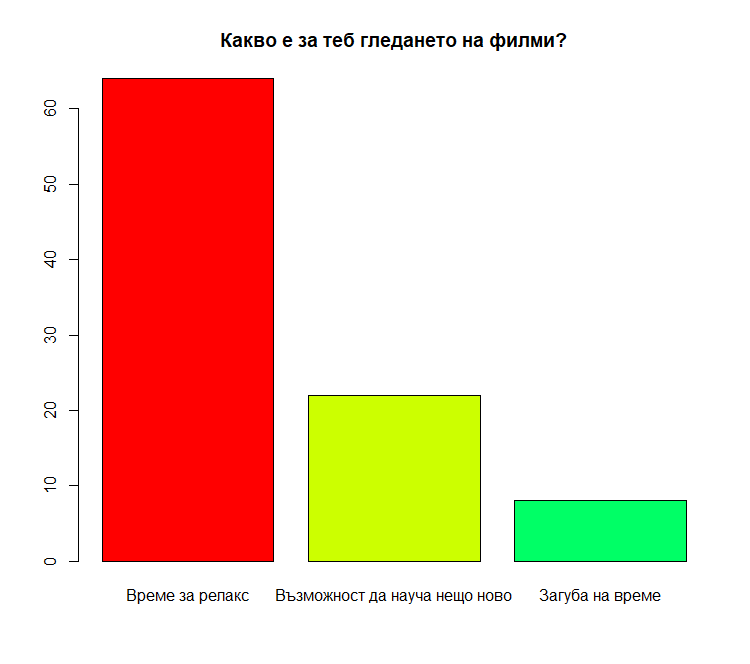 Какво е за теб гледането на филми?
60
50
40
30
20
10
0
Време за релакс
Възможност да науча нещо ново
Загуба на време